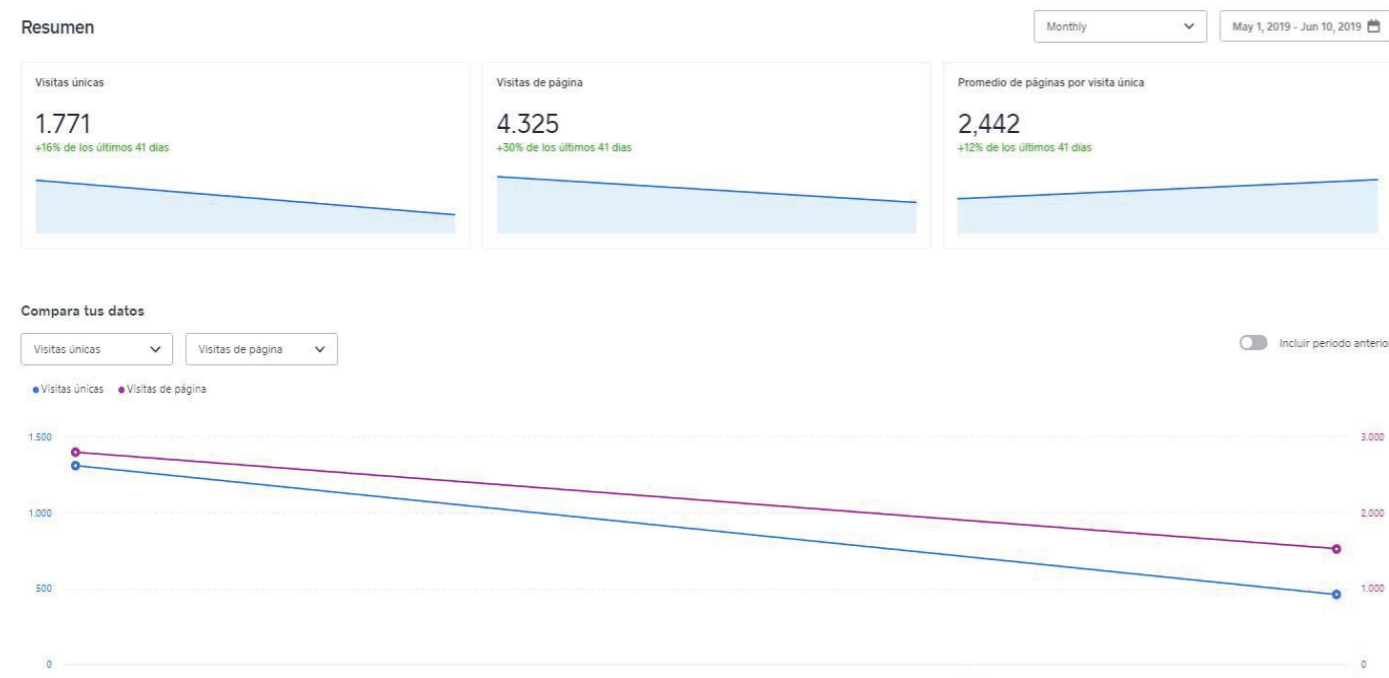 Resumen
Monthly
May 1, 2019 - Jun 10, 2019
Visitas únicas
1.771
+16% de los últimos 41 días
Visitas de página
4.325
+30% de los últimos 41 días
Promedio de páginas por visita única
2,442
+12% de los últimos 41 días
Compara tus datos
Visitas únicas
Visitas de página
Incluir periodo anterio
Visitas únicas
Visitas de página
1.500
3.000
1.000
2.000
500
1.000
0
0